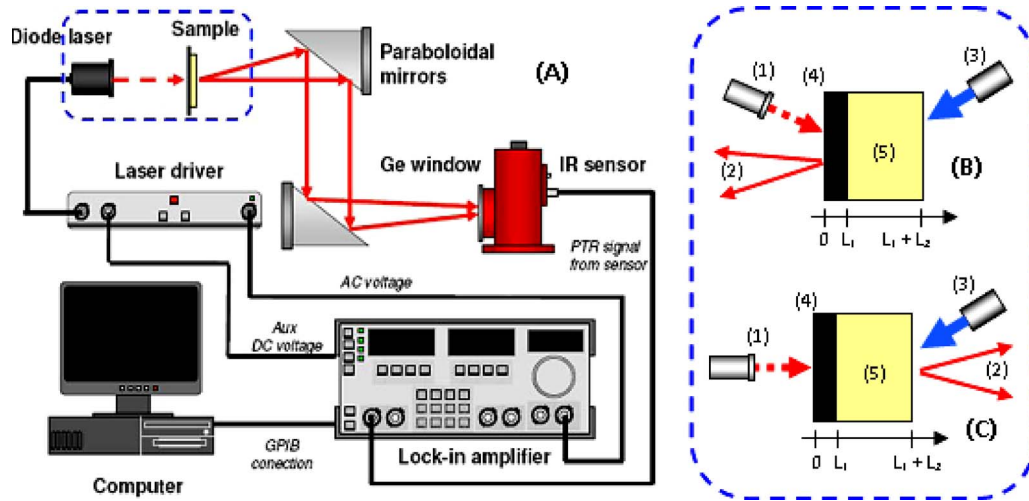 Diode laser
Sample
Paraboloidal
mirrors
(A)
Ge window
IR sensor
Laser driver
PTR signal
from sensor
AC voltage
Aux
DC voltage
GPIB
conection
Lock-in amplifier
Computer
(1)
(4)
(3)
(2)
(5)
(B)
0
L₁
L₁ + L₂
(4)
(3)
(1)
(5)
(2)
(C)
0
L₁
L₁ + L₂